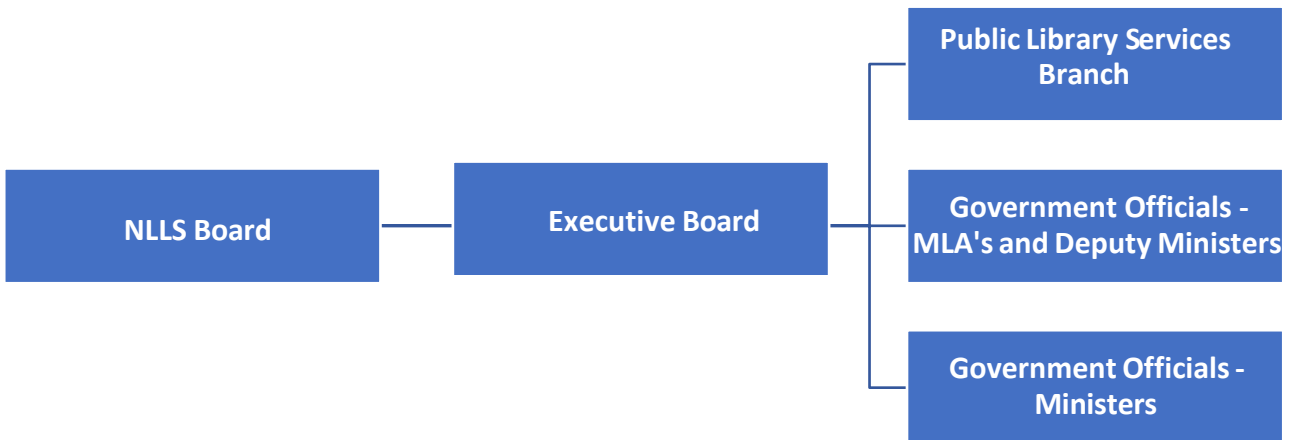 NLLS Board
Executive Board
Public Library Services
Branch
Government Officials -
MLA's and Deputy Ministers
Government Officials -
Ministers